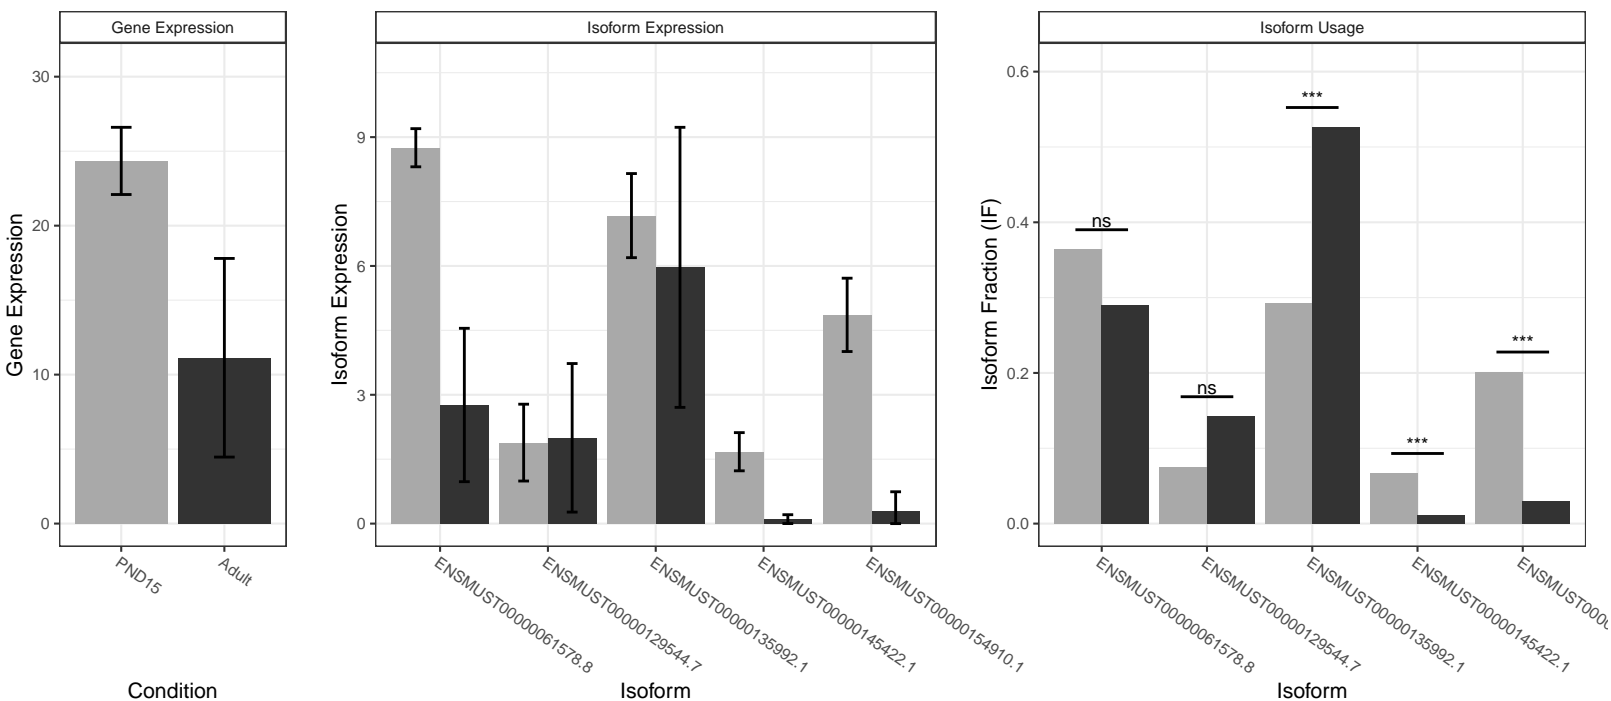 Gene Expression
Isoform Expression
Isoform Usage
Gene Expression
30
20
10
0
PND15
Adult
Condition
Isoform Expression
9
6
3
0
ENSMUST00000061578.8
ENSMUST00000129544.7
ENSMUST00000135992.1
ENSMUST00000145422.1
ENSMUST00000154910.1
Isoform
Isoform Fraction (IF)
0.6
0.4
0.2
0.0
ns
ns
***
***
***
ENSMUST00000061578.8
ENSMUST00000129544.7
ENSMUST00000135992.1
ENSMUST00000145422.1
Isoform